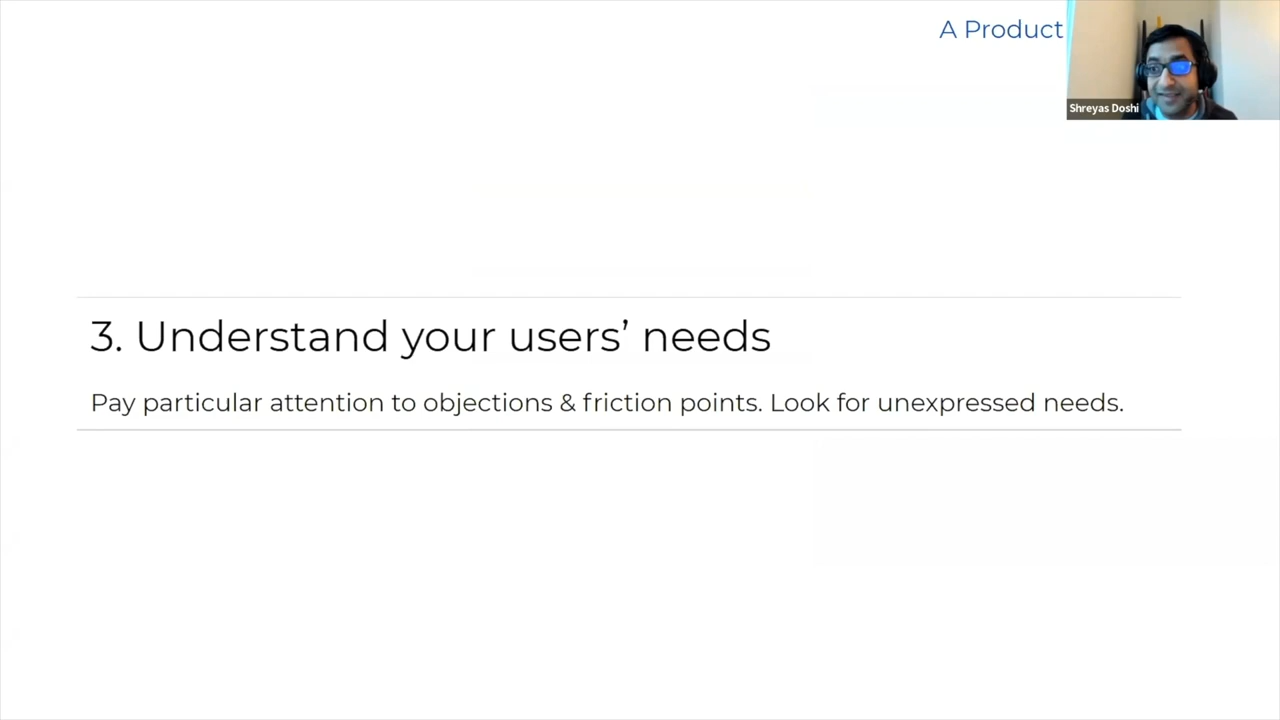 A Product
Shreyas Doshi
3. Understand your users’ needs
Pay particular attention to objections & friction points. Look for unexpressed needs.